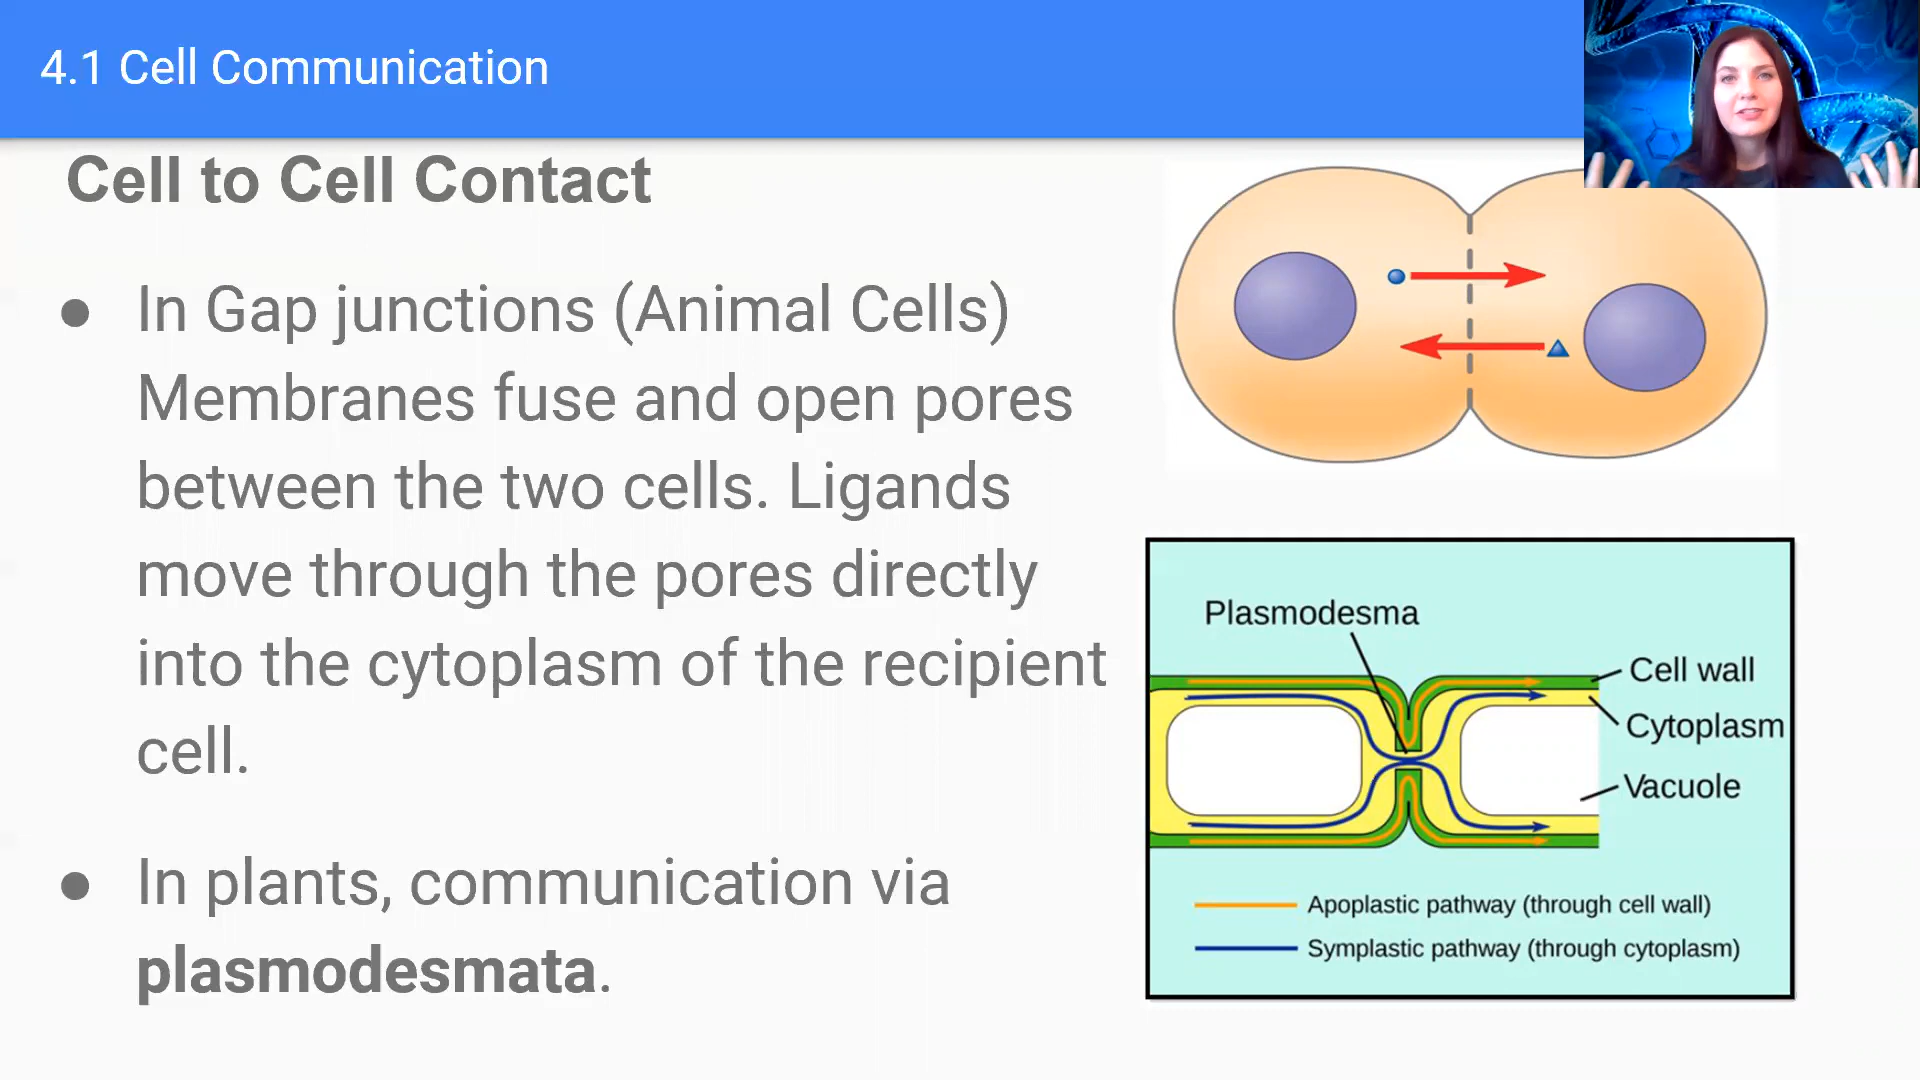 4.1 Cell Communication
Cell to Cell Contact
● In Gap junctions (Animal Cells)
Membranes fuse and open pores
between the two cells. Ligands
move through the pores directly
into the cytoplasm of the recipient
cell.
● In plants, communication via
plasmodesmata.
Plasmodesma
Cell wall
Cytoplasm
Vacuole
Apoplastic pathway (through cell wall)
Symplastic pathway (through cytoplasm)